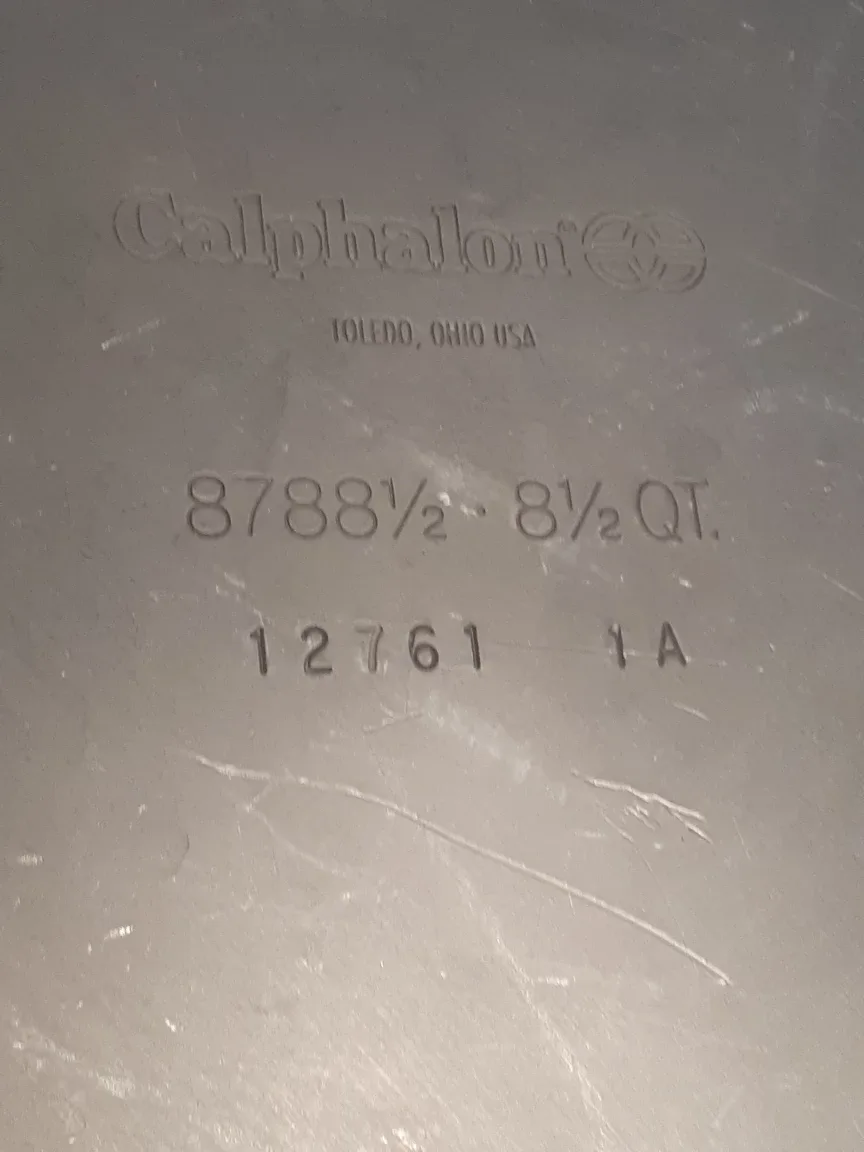 Calphalon®
TOLEDO, OHIO USA
8788½ · 8½ QT.
12761 1A